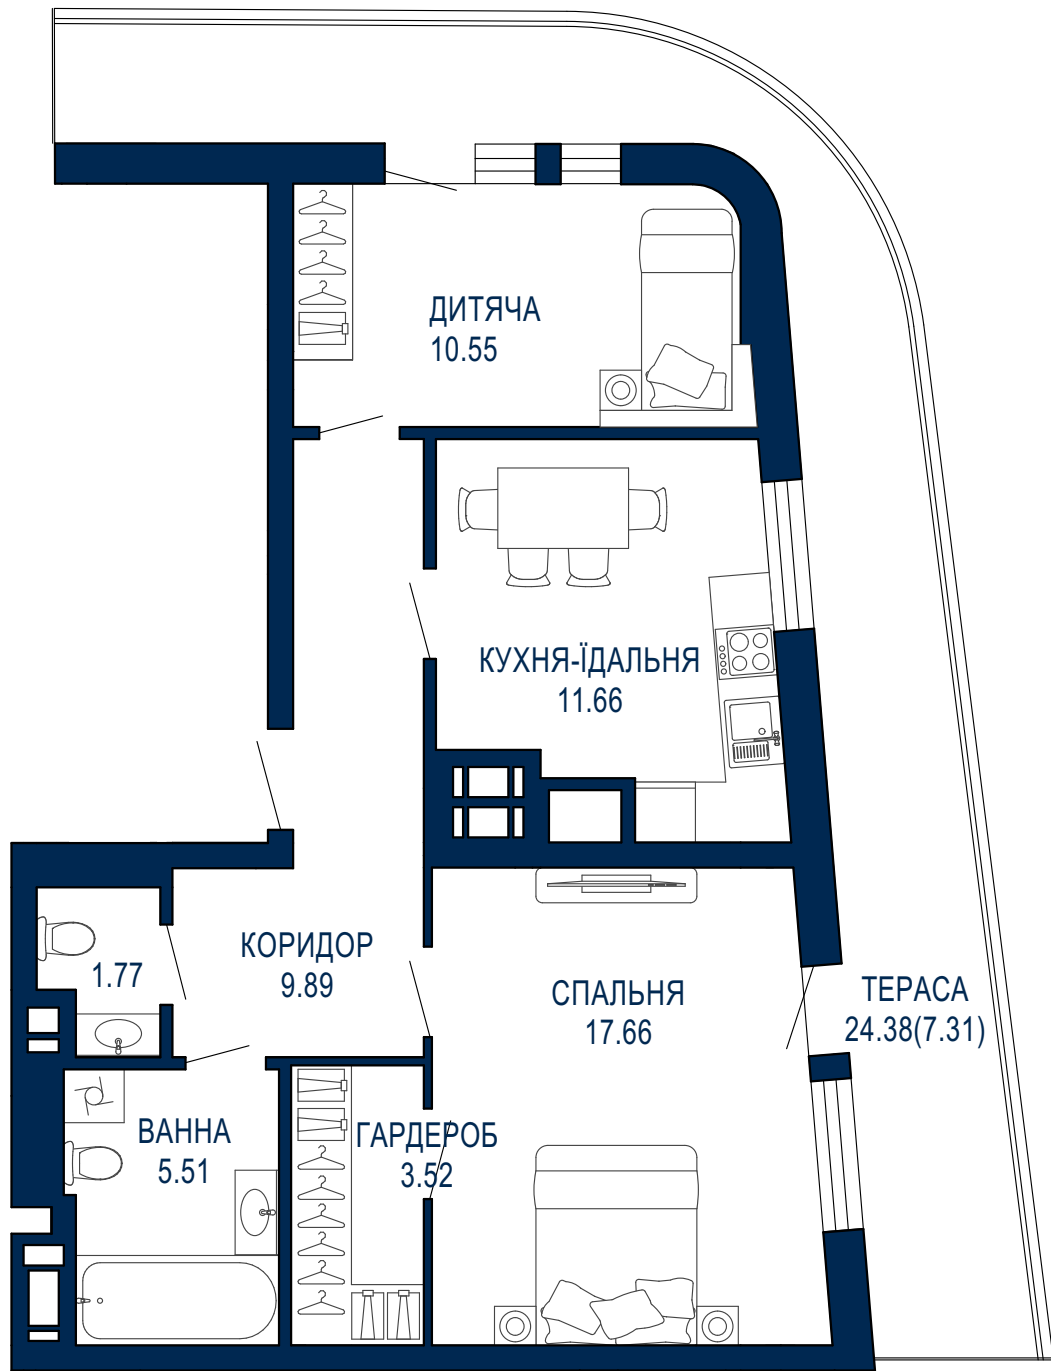 ДИТЯЧА
10.55
КУХНЯ-ЇДАЛЬНЯ
11.66
КОРИДОР
9.89
1.77
СПАЛЬНЯ
17.66
ТЕРАСА
24.38(7.31)
ВАННА
5.51
ГАРДЕРОБ
3.52